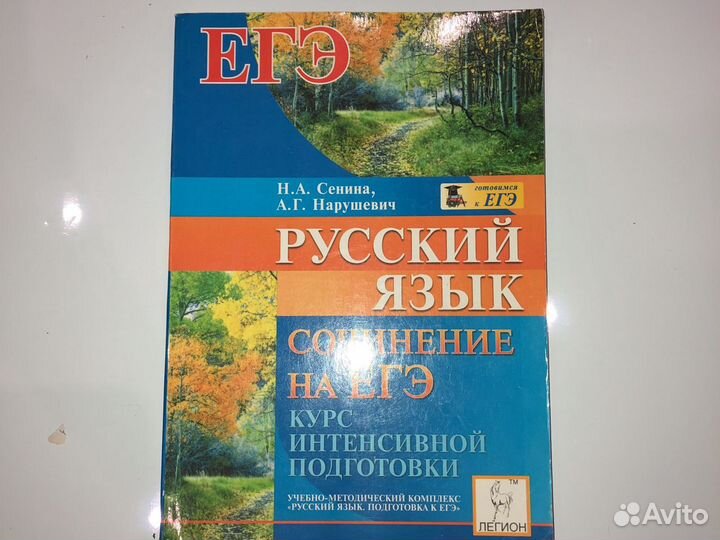 ЕГЭ
Н.А. Сенина,
А.Г. Нарушевич
готовимся
к ЕГЭ
РУССКИЙ
ЯЗЫК
СОЧИНЕНИЕ
НА ЕГЭ
КУРС
ИНТЕНСИВНОЙ
ПОДГОТОВКИ
УЧЕБНО-МЕТОДИЧЕСКИЙ КОМПЛЕКС
«РУССКИЙ ЯЗЫК. ПОДГОТОВКА К ЕГЭ»
TM
ЛЕГИОН
Avito